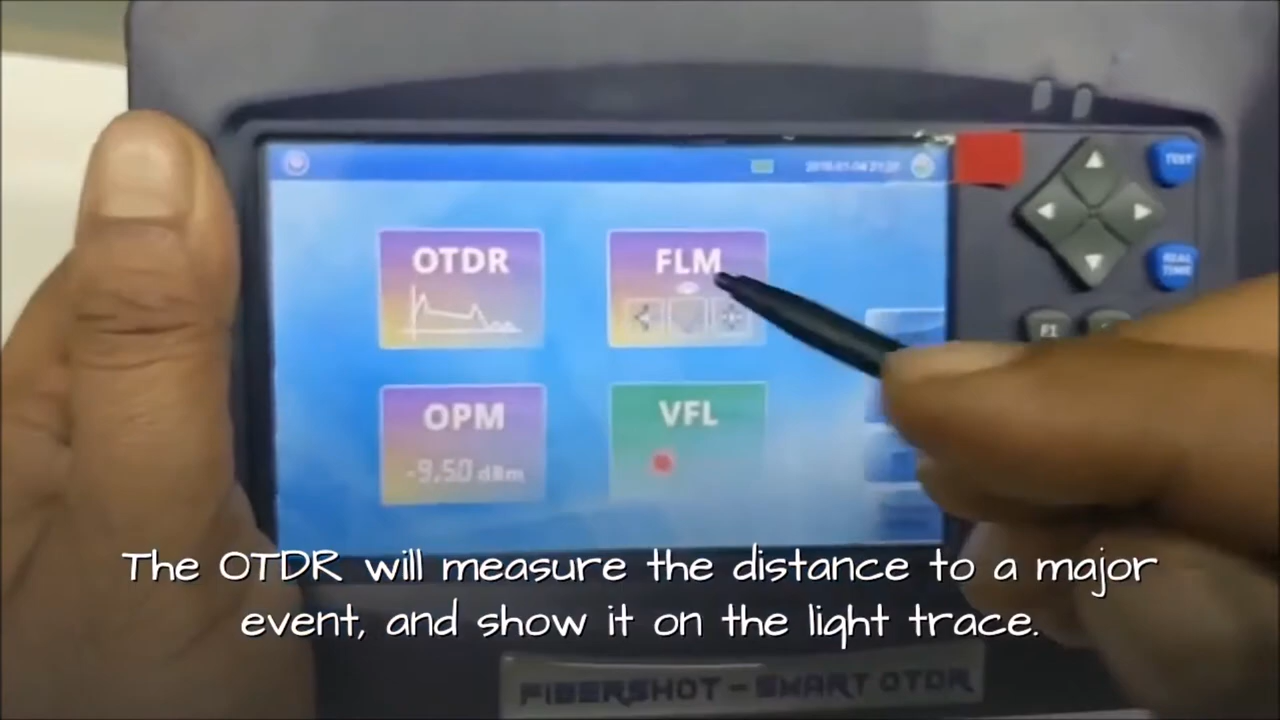 TEST
OTDR
FLM
REAL
TIME
F1
OPM
VFL
-9.50 dBm
The OTDR will measure the distance to a major
event, and show it on the light trace.
FIBERSHOT - SMART OTDR